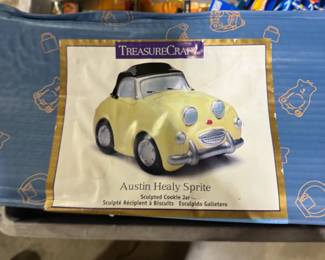 TREASURECRAFT
Austin Healy Sprite
Sculpted Cookie Jar
Sculpté Récipient à Biscuits Esculpido Galletero